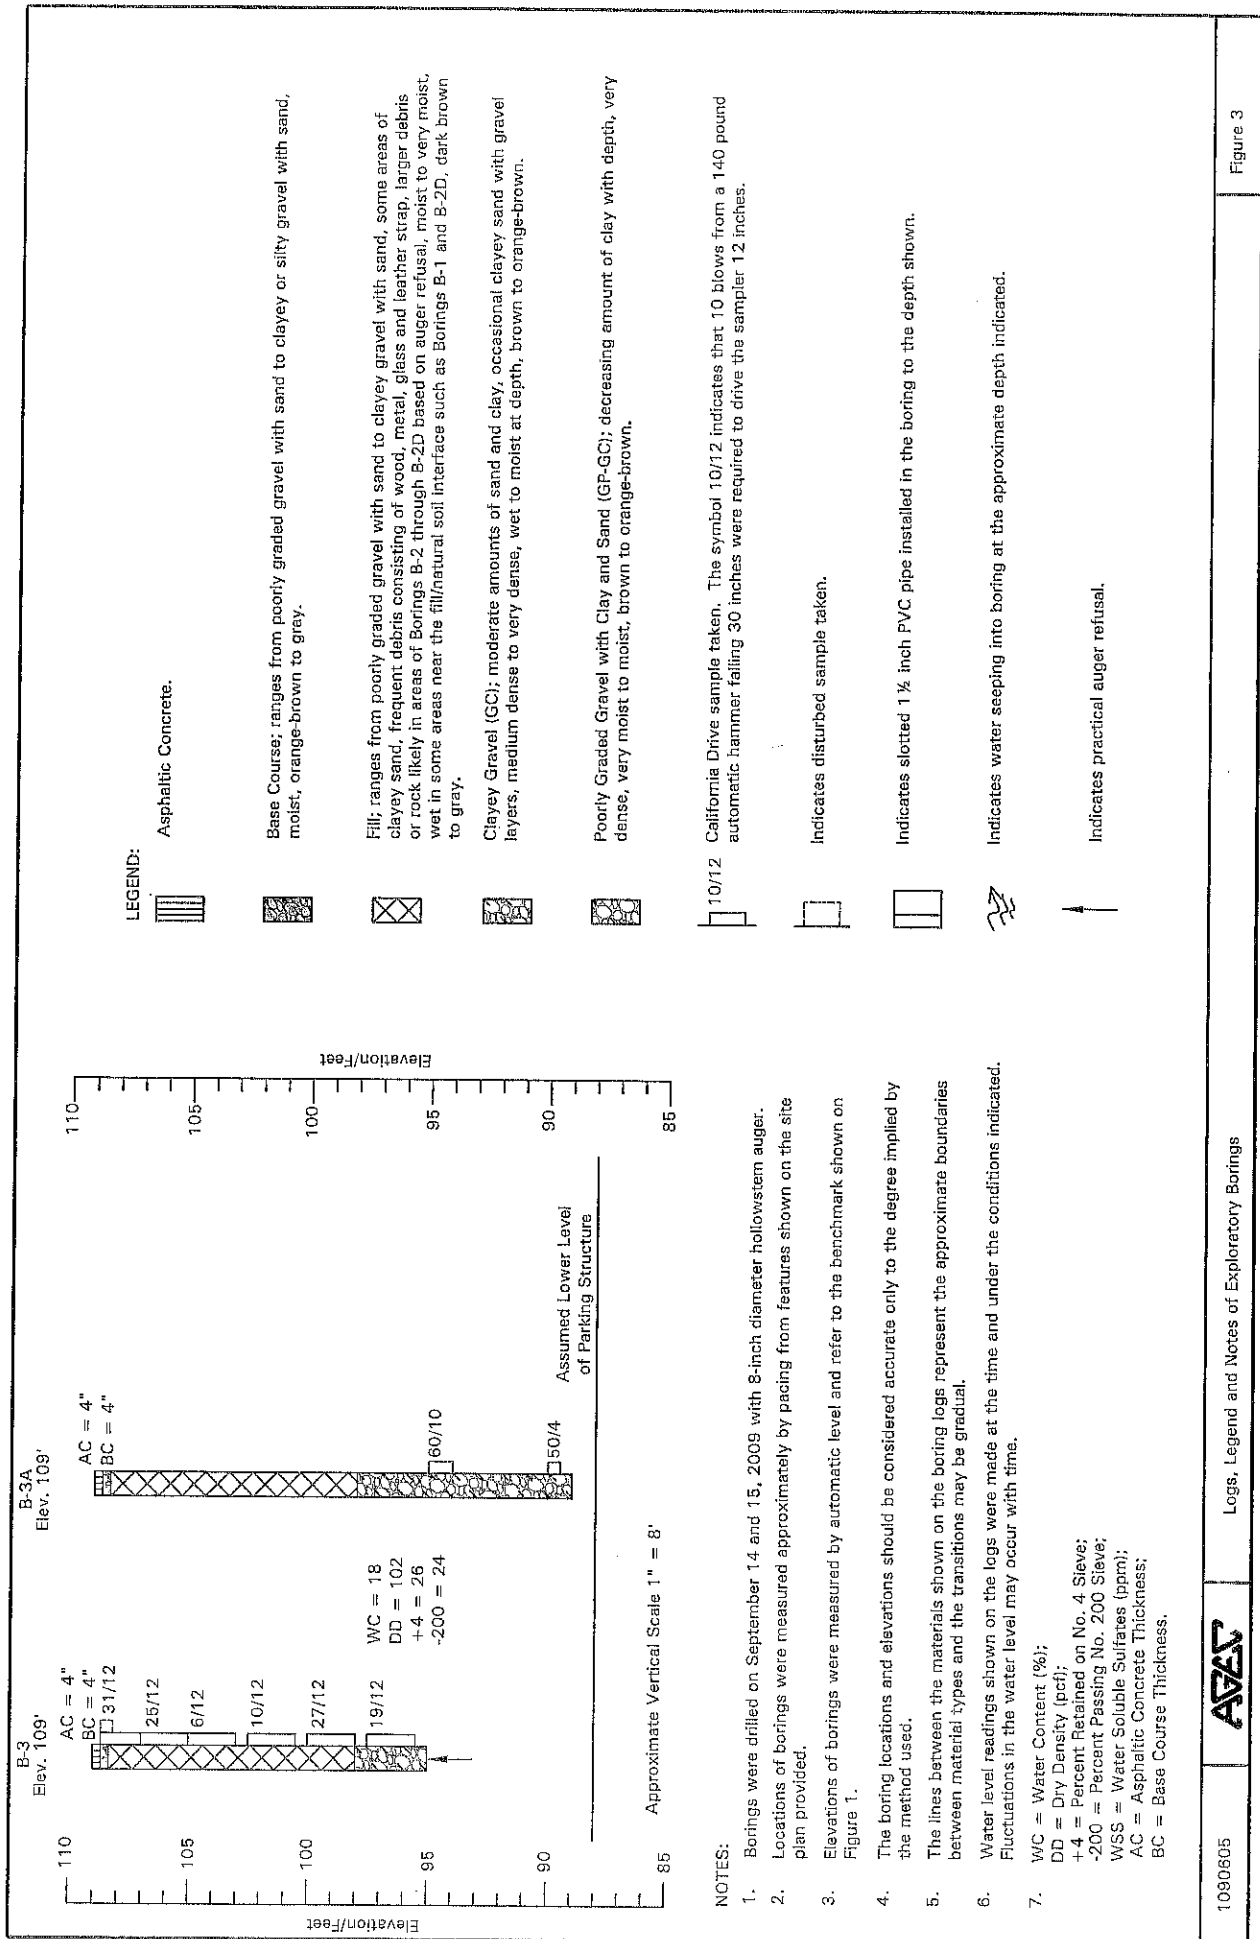 B-3
Elev. 109'
B-3A
Elev. 109'
AC = 4"
BC = 4"
AC = 4"
BC = 4"
110
105
100
95
90
85
Elevation/Feet
31/12
25/12
6/12
10/12
27/12
19/12
WC = 18
DD = 102
+4 = 26
-200 = 24
60/10
50/4
Assumed Lower Level
of Parking Structure
110
105
100
95
90
85
Elevation/Feet
Approximate Vertical Scale 1" = 8'
NOTES:
1. Borings were drilled on September 14 and 15, 2009 with 8-inch diameter hollowstem auger.
2. Locations of borings were measured approximately by pacing from features shown on the site
plan provided.
3. Elevations of borings were measured by automatic level and refer to the benchmark shown on
Figure 1.
4. The boring locations and elevations should be considered accurate only to the degree implied by
the method used.
5. The lines between the materials shown on the boring logs represent the approximate boundaries
between material types and the transitions may be gradual.
6. Water level readings shown on the logs were made at the time and under the conditions indicated.
Fluctuations in the water level may occur with time.
7. WC = Water Content (%);
DD = Dry Density (pcf);
+4 = Percent Retained on No. 4 Sieve;
-200 = Percent Passing No. 200 Sieve;
WSS = Water Soluble Sulfates (ppm);
AC = Asphaltic Concrete Thickness;
BC = Base Course Thickness.
LEGEND:
Asphaltic Concrete.
Base Course; ranges from poorly graded gravel with sand to clayey or silty gravel with sand,
moist, orange-brown to gray.
Fill; ranges from poorly graded gravel with sand to clayey gravel with sand, some areas of
clayey sand, frequent debris consisting of wood, metal, glass and leather strap, larger debris
or rock likely in areas of Borings B-2 through B-2D based on auger refusal, moist to very moist,
wet in some areas near the fill/natural soil interface such as Borings B-1 and B-2D, dark brown
to gray.
Clayey Gravel (GC); moderate amounts of sand and clay, occasional clayey sand with gravel
layers, medium dense to very dense, wet to moist at depth, brown to orange-brown.
Poorly Graded Gravel with Clay and Sand (GP-GC); decreasing amount of clay with depth, very
dense, very moist to moist, brown to orange-brown.
10/12 California Drive sample taken. The symbol 10/12 indicates that 10 blows from a 140 pound
automatic hammer falling 30 inches were required to drive the sampler 12 inches.
Indicates disturbed sample taken.
Indicates slotted 1 ½ inch PVC pipe installed in the boring to the depth shown.
Indicates water seeping into boring at the approximate depth indicated.
Indicates practical auger refusal.
1090605
AGEC
Logs, Legend and Notes of Exploratory Borings
Figure 3